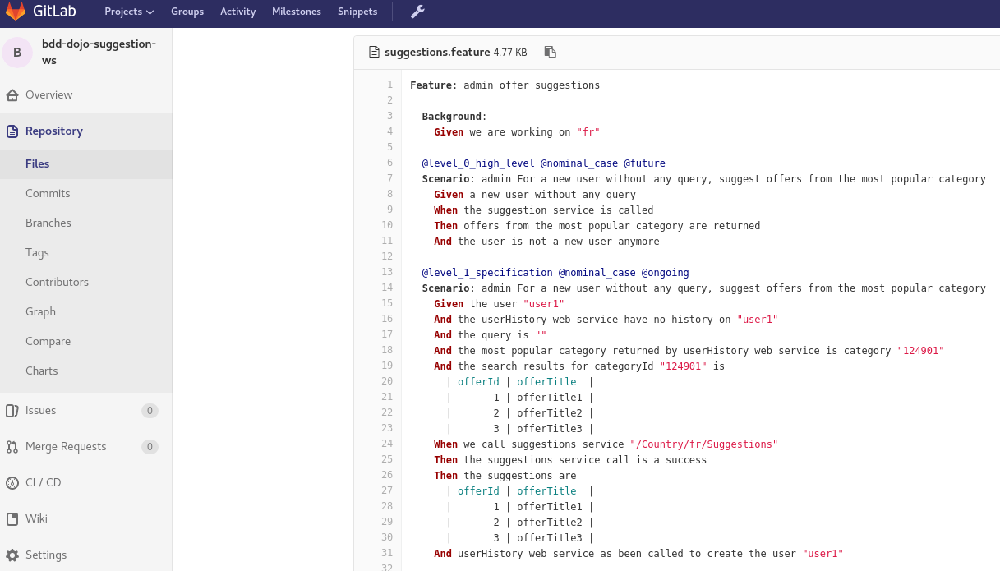 GitLab Projects Groups Activity Milestones Snippets
B bdd-dojo-suggestion-
ws
Overview
Repository
Files
Commits
Branches
Tags
Contributors
Graph
Compare
Charts
Issues 0
Merge Requests 0
CI / CD
Wiki
Settings
suggestions.feature 4.77 KB
1 Feature: admin offer suggestions
2
3 Background:
4 Given we are working on "fr"
5
6 @level_0_high_level @nominal_case @future
7 Scenario: admin For a new user without any query, suggest offers from the most popular category
8 Given a new user without any query
9 When the suggestion service is called
10 Then offers from the most popular category are returned
11 And the user is not a new user anymore
12
13 @level_1_specification @nominal_case @ongoing
14 Scenario: admin For a new user without any query, suggest offers from the most popular category
15 Given the user "user1"
16 And the userHistory web service have no history on "user1"
17 And the query is ""
18 And the most popular category returned by userHistory web service is category "124901"
19 And the search results for categoryId "124901" is
20 | offerId | offerTitle |
21 | 1 | offerTitle1 |
22 | 2 | offerTitle2 |
23 | 3 | offerTitle3 |
24 When we call suggestions service "/Country/fr/Suggestions"
25 Then the suggestions service call is a success
26 Then the suggestions are
27 | offerId | offerTitle |
28 | 1 | offerTitle1 |
29 | 2 | offerTitle2 |
30 | 3 | offerTitle3 |
31 And userHistory web service as been called to create the user "user1"
32